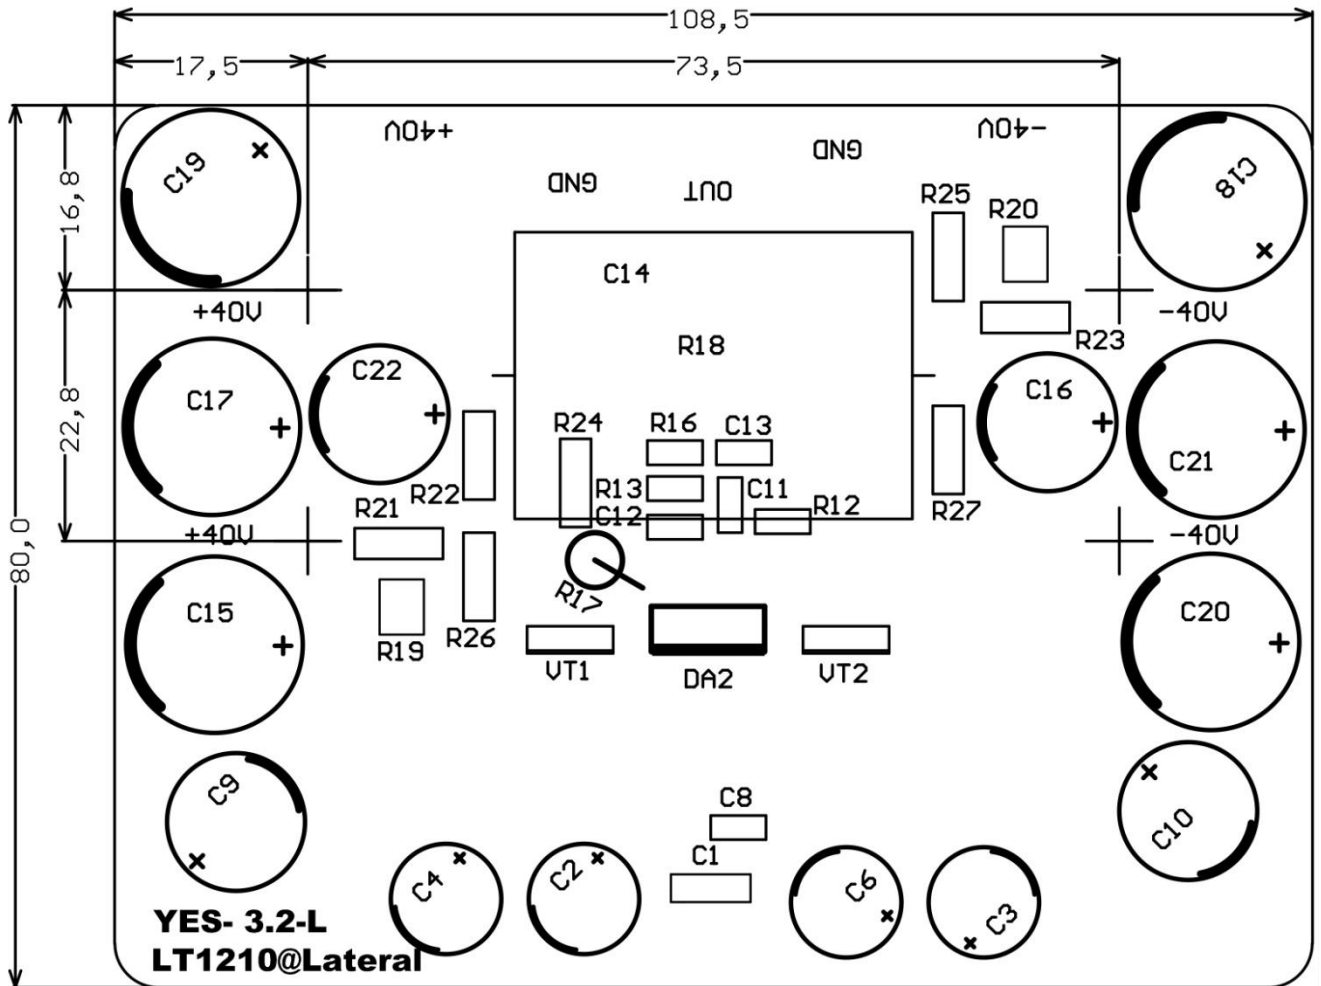 108,5
17,5
73,5
+40V
-40V
GND
GND
OUT
C19
C18
16,8
R25
R20
C14
+40V
-40V
R18
R23
C22
C16
C17
22,8
R24
R16
C13
C21
R22
R13
C11
R27
R21
C12
R12
+40V
-40V
80,0
R17
C15
C20
R19
R26
VT1
DA2
VT2
C9
C8
C10
C1
C4
C2
C6
C3
YES- 3.2-L
LT1210@Lateral